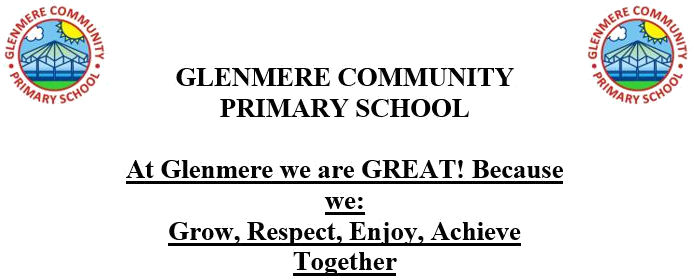 GLENMERE COMMUNITY
PRIMARY SCHOOL
GLENMERE COMMUNITY
PRIMARY SCHOOL
GLENMERE COMMUNITY
PRIMARY SCHOOL
At Glenmere we are GREAT! Because
we:
Grow, Respect, Enjoy, Achieve
Together